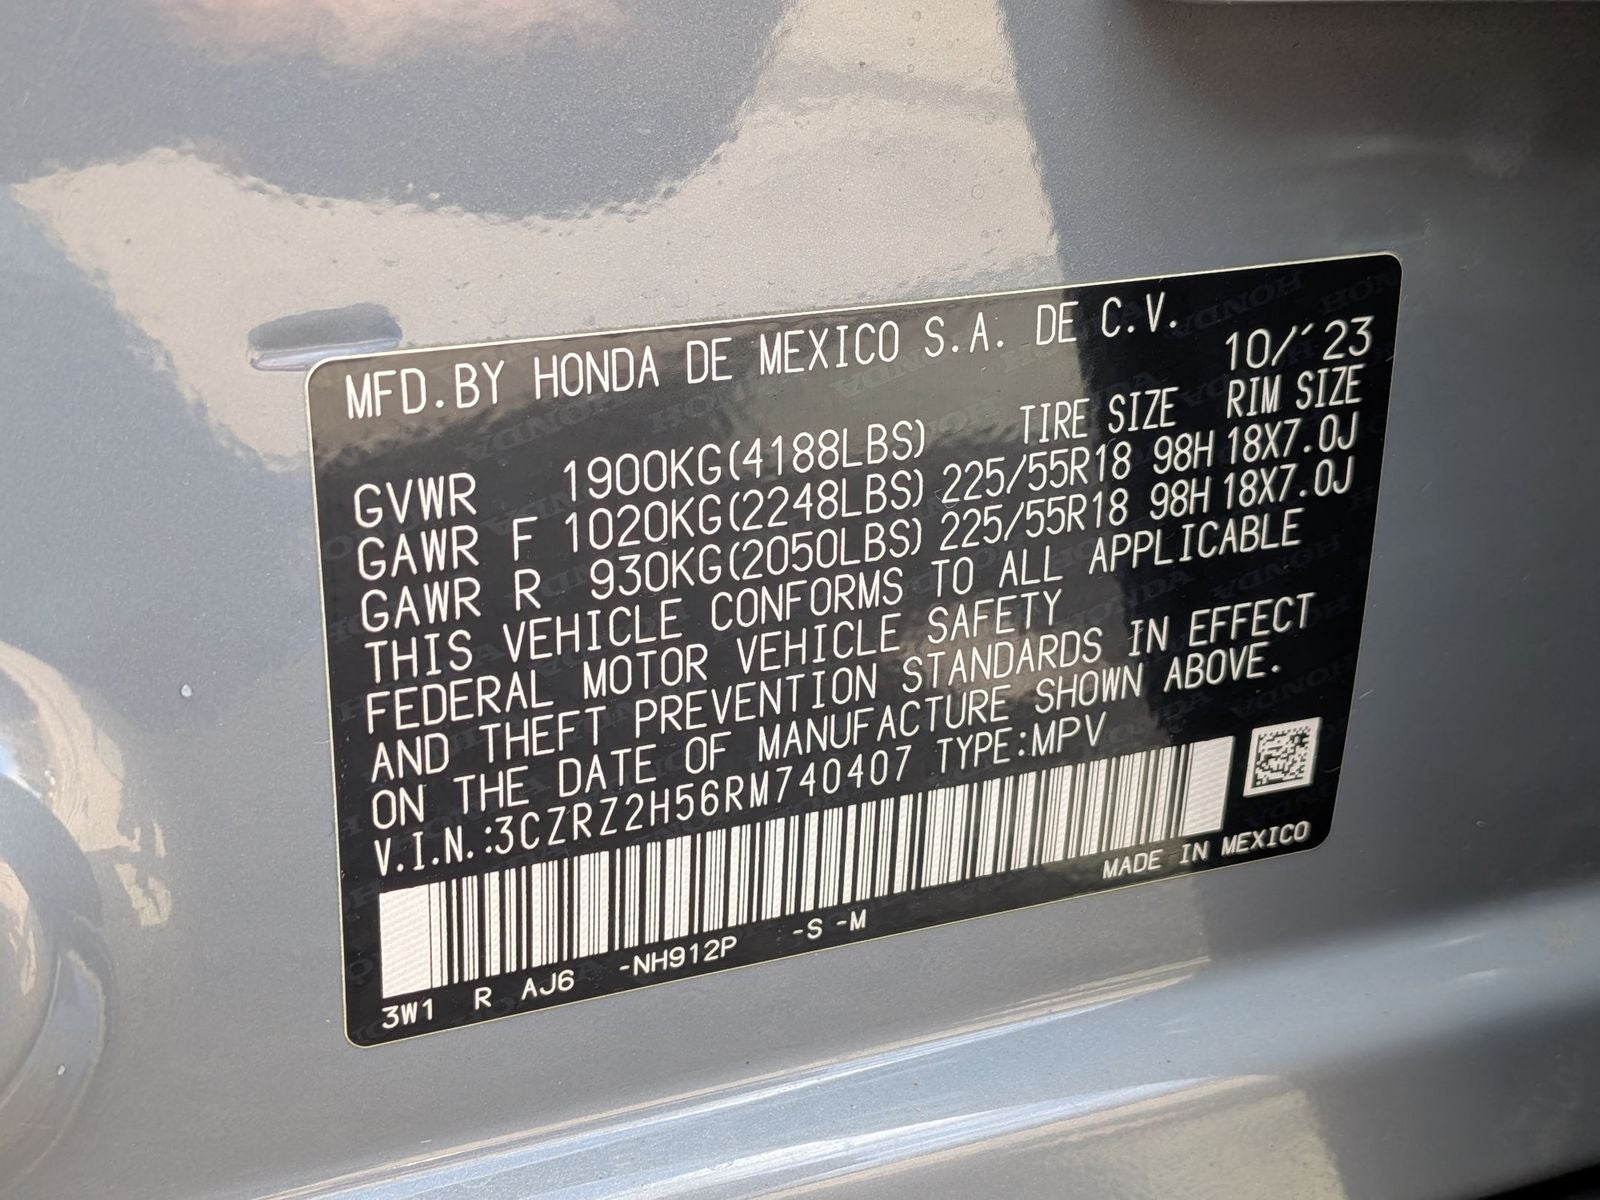 MFD.BY HONDA DE MEXICO S.A. DE C.V.
10/'23
TIRE SIZE RIM SIZE
GVWR 1900KG(4188LBS)
GAWR F 1020KG(2248LBS) 225/55R18 98H 18X7.0J
GAWR R 930KG(2050LBS) 225/55R18 98H 18X7.0J
THIS VEHICLE CONFORMS TO ALL APPLICABLE
FEDERAL MOTOR VEHICLE SAFETY
AND THEFT PREVENTION STANDARDS IN EFFECT
ON THE DATE OF MANUFACTURE SHOWN ABOVE.
V.I.N.:3CZRZ2H56RM740407 TYPE:MPV
MADE IN MEXICO
3W1 R AJ6 -NH912P -S -M